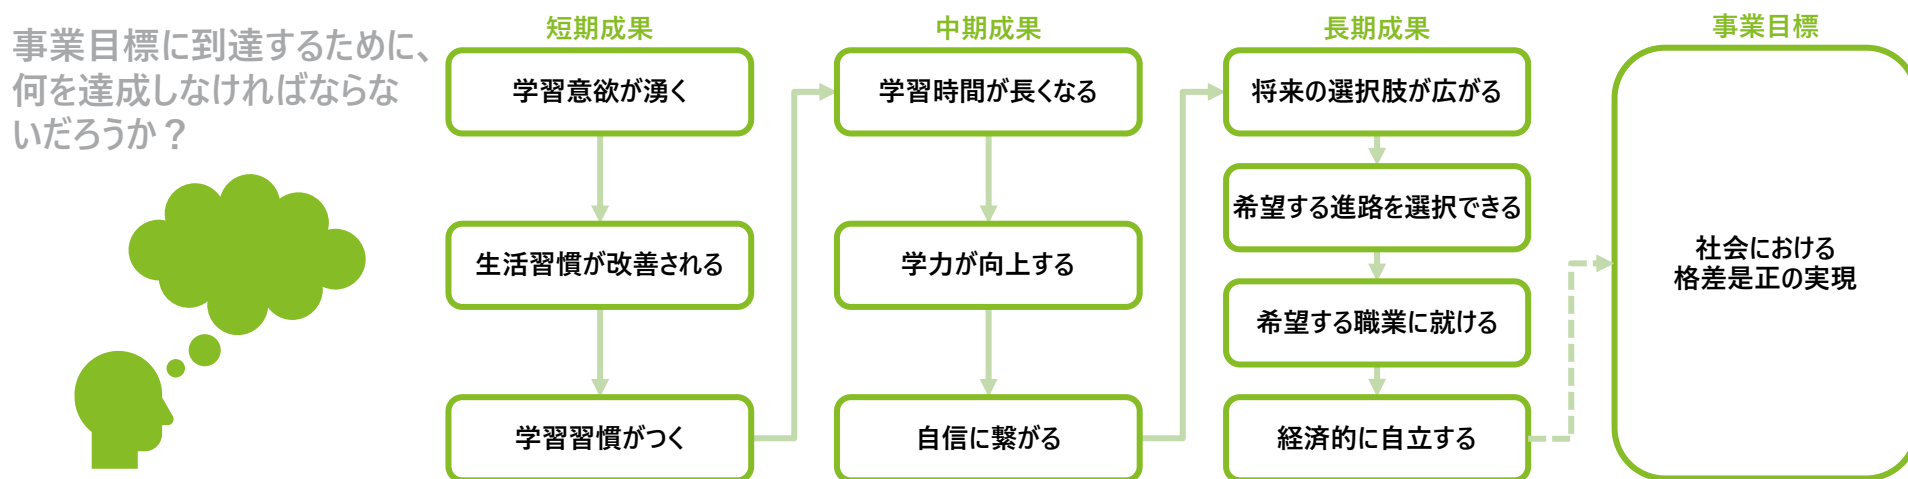 事業目標に到達するために、
何を達成しなければならな
いだろうか？
短期成果
学習意欲が湧く
生活習慣が改善される
学習習慣がつく
中期成果
学習時間が長くなる
学力が向上する
自信に繋がる
長期成果
将来の選択肢が広がる
希望する進路を選択できる
希望する職業に就ける
経済的に自立する
事業目標
社会における
格差是正の実現